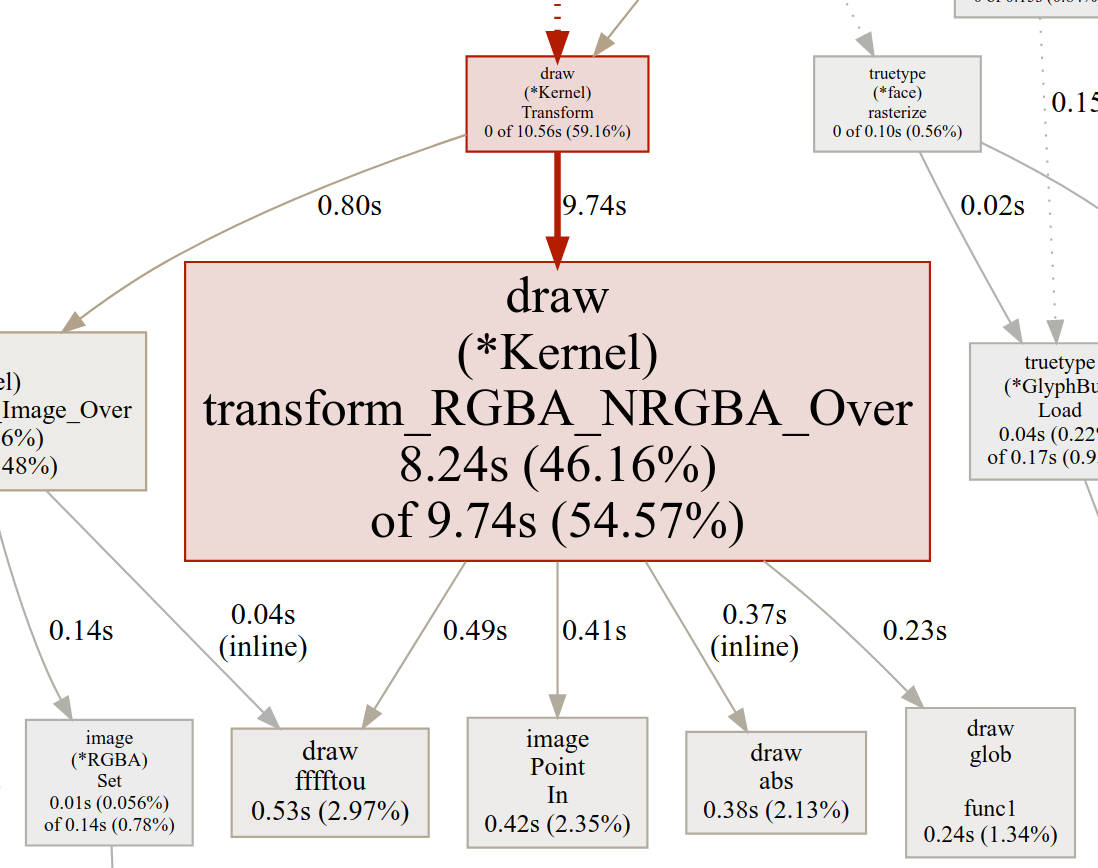 draw
(*Kernel)
Transform
0 of 10.56s (59.16%)
truetype
(*face)
rasterize
0 of 0.10s (0.56%)
0.15
0.80s
9.74s
0.02s
draw
(*Kernel)
transform_RGBA_NRGBA_Over
8.24s (46.16%)
of 9.74s (54.57%)
el)
_Image_Over
6%)
48%)
truetype
(*GlyphBu
Load
0.04s (0.22%
of 0.17s (0.9
0.14s
0.04s
(inline)
0.49s
0.41s
0.37s
(inline)
0.23s
image
(*RGBA)
Set
0.01s (0.056%)
of 0.14s (0.78%)
draw
fffftou
0.53s (2.97%)
image
Point
In
0.42s (2.35%)
draw
abs
0.38s (2.13%)
draw
glob
func1
0.24s (1.34%)